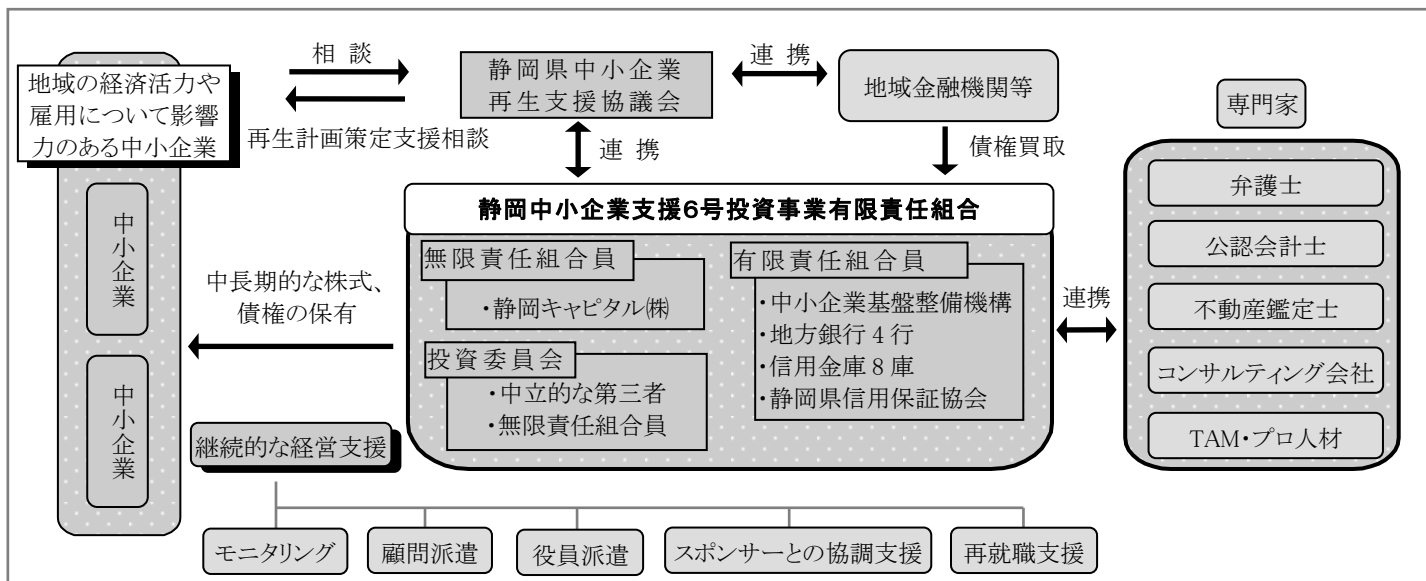 相 談
静岡県中小企業
再生支援協議会
連 携
地域金融機関等
専門家
地域の経済活力や
雇用について影響
力のある中小企業
再生計画策定支援相談
連 携
債権買取
弁護士
公認会計士
不動産鑑定士
コンサルティング会社
TAM・プロ人材
静岡中小企業支援6号投資事業有限責任組合
無限責任組合員
・静岡キャピタル㈱
投資委員会
・中立的な第三者
・無限責任組合員
有限責任組合員
・中小企業基盤整備機構
・地方銀行4行
・信用金庫8庫
・静岡県信用保証協会
連携
中小企業
中小企業
中長期的な株式、
債権の保有
継続的な経営支援
モニタリング
顧問派遣
役員派遣
スポンサーとの協調支援
再就職支援